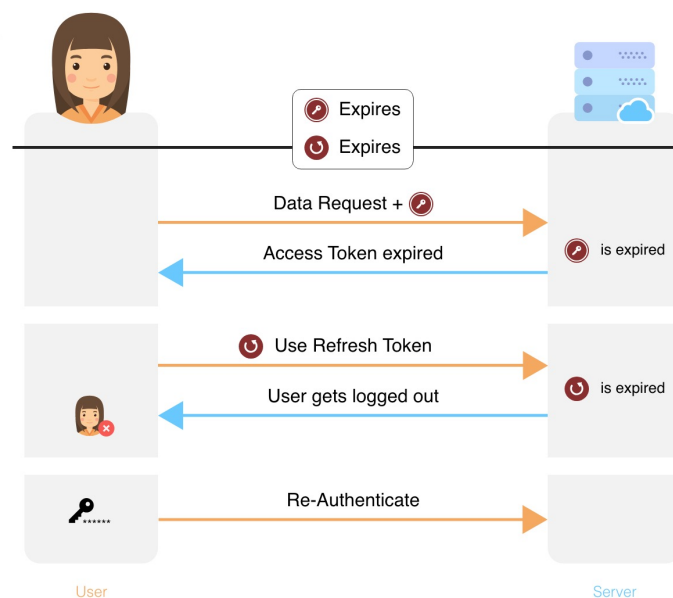 Expires
Expires
Data Request +
Access Token expired
is expired
Use Refresh Token
is expired
User gets logged out
Re-Authenticate
******
User
Server